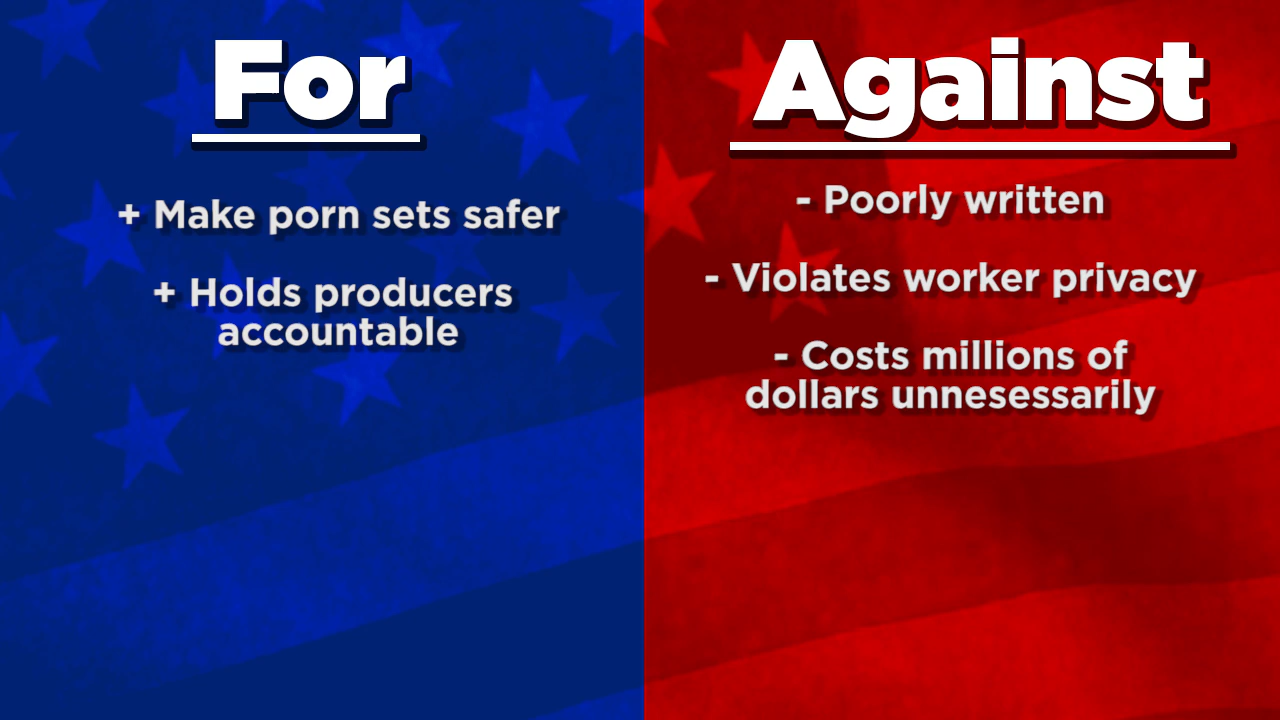 For
+ Make porn sets safer
+ Holds producers
accountable
Against
- Poorly written
- Violates worker privacy
- Costs millions of
dollars unnesessarily